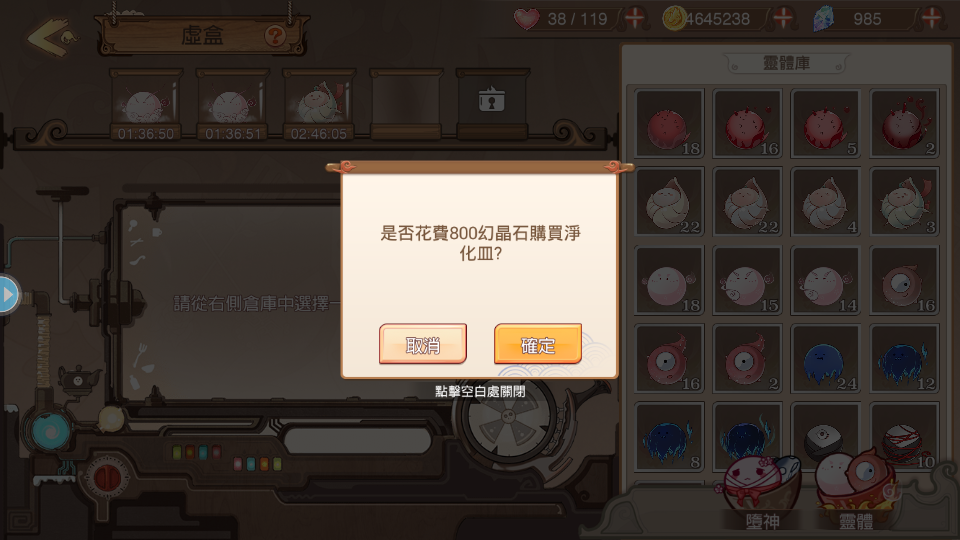 虛盒
?
38 / 119
4645238
985
靈體庫
01:36:50
01:36:51
02:46:05
18
16
5
2
22
22
4
3
18
15
14
16
16
2
24
12
8
10
請從右側倉庫中選擇一
是否花費800幻晶石購買淨
化皿?
取消
確定
點擊空白處關閉
墮神
靈體